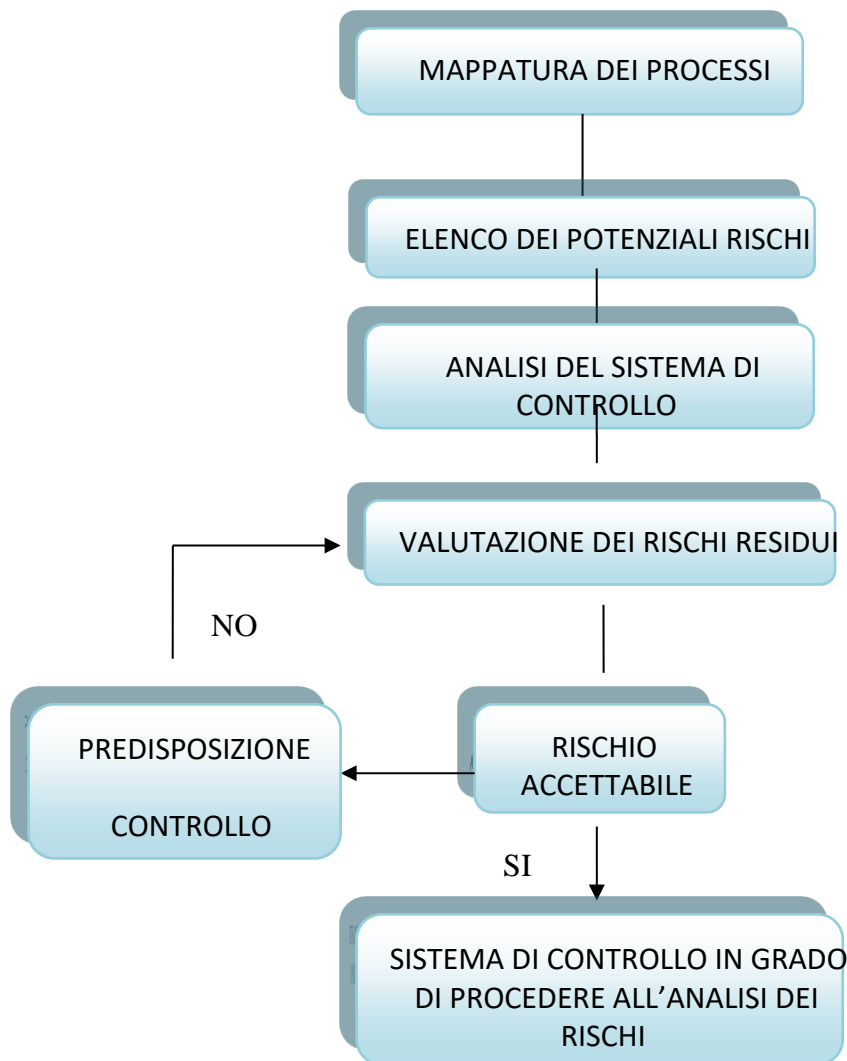 MAPPATURA DEI PROCESSI
ELENCO DEI POTENZIALI RISCHI
ANALISI DEL SISTEMA DI
CONTROLLO
VALUTAZIONE DEI RISCHI RESIDUI
NO
PREDISPOSIZIONE
CONTROLLO
RISCHIO
ACCETTABILE
SI
SISTEMA DI CONTROLLO IN GRADO
DI PROCEDERE ALL’ANALISI DEI
RISCHI